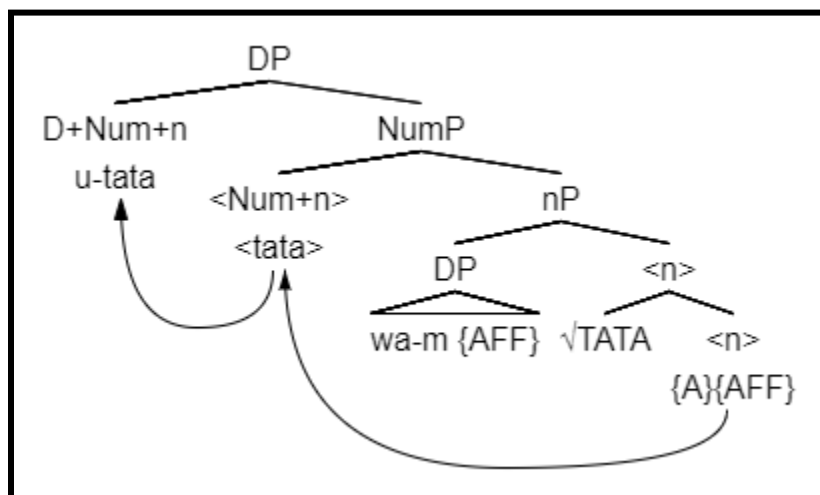 DP
D+Num+n NumP
u-tata <Num+n> nP
<tata> DP <n>
wa-m {AFF} √TATA <n>
{A}{AFF}